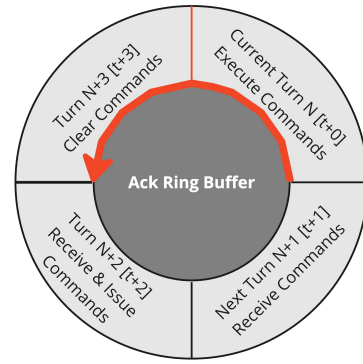 Turn N+3 [t+3]
Clear Commands
Current Turn N [t+0]
Execute Commands
Ack Ring Buffer
Turn N+2 [t+2]
Receive & Issue
Commands
Next Turn N+1 [t+1]
Receive Commands